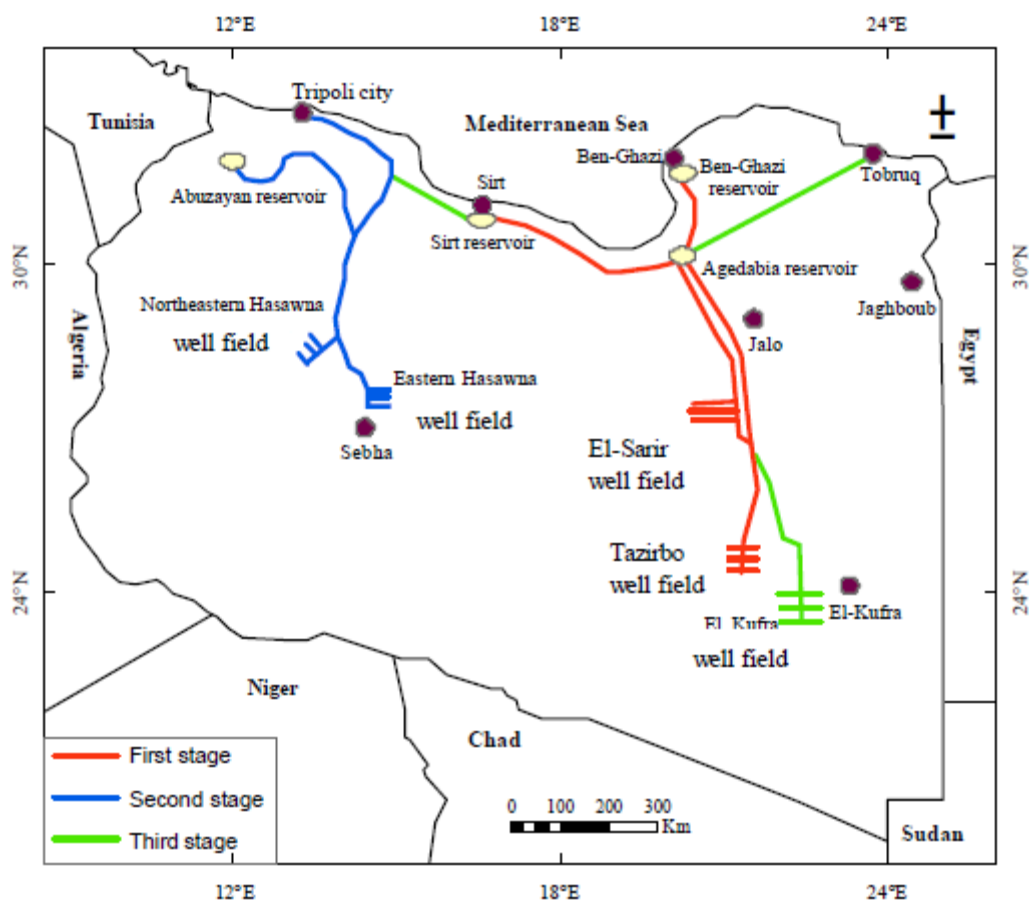 12°E 18°E 24°E
Tripoli city
Tunisia
Mediterranean Sea
Ben-Ghazi
Ben-Ghazi
reservoir
Tobruq
Abuzayan reservoir
Sirt
Sirt reservoir
Agedabia reservoir
30°N
30°N
Jaghboub
Northeastern Hasawna
well field
Algeria
Jalo
Egypt
Eastern Hasawna
well field
Sebha
El-Sarir
well field
Tazirbo
well field
24°N
24°N
El-Kufra
El-Kufra
well field
Niger
Chad
First stage
Second stage
Third stage
0 100 200 300
Km
Sudan
12°E 18°E 24°E